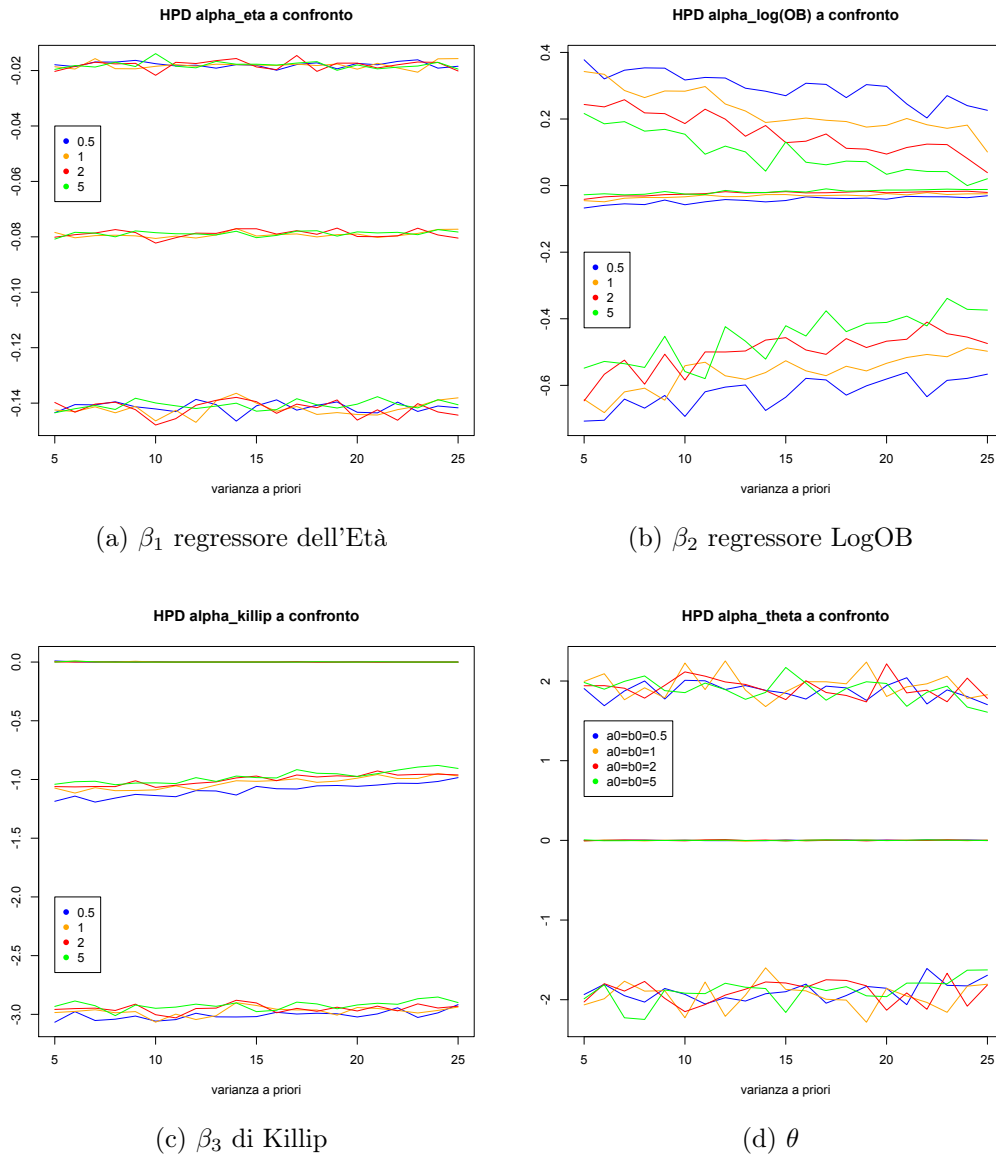 HPD alpha_eta a confronto
-0.02
-0.04
-0.06
-0.08
-0.10
-0.12
-0.14
0.5
1
2
5
5 10 15 20 25
varianza a priori
(a) β1 regressore dell'Età
HPD alpha_log(OB) a confronto
0.4
0.2
0.0
-0.2
-0.4
-0.6
0.5
1
2
5
5 10 15 20 25
varianza a priori
(b) β2 regressore LogOB
HPD alpha_killip a confronto
0.0
-0.5
-1.0
-1.5
-2.0
-2.5
-3.0
0.5
1
2
5
5 10 15 20 25
varianza a priori
(c) β3 di Killip
HPD alpha_theta a confronto
2
1
0
-1
-2
a0=b0=0.5
a0=b0=1
a0=b0=2
a0=b0=5
5 10 15 20 25
varianza a priori
(d) θ